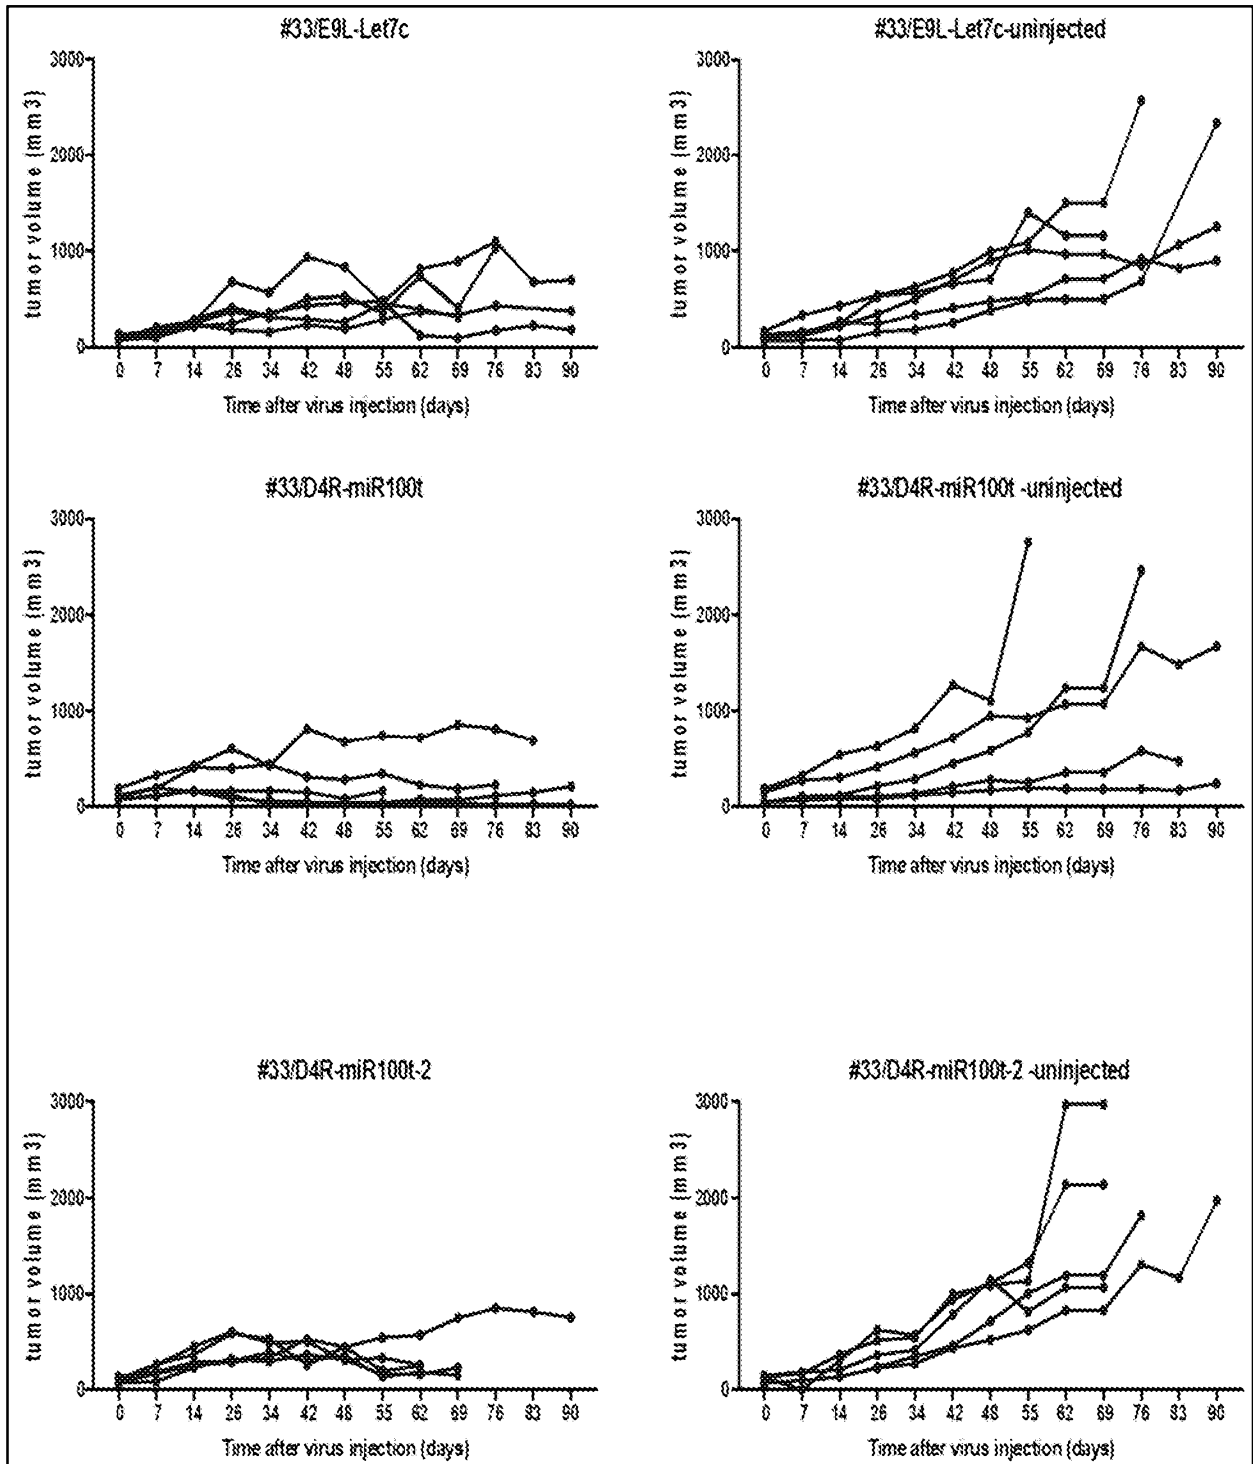 #33/E9L-Let7c
#33/E9L-Let7c-uninjected
tumor volume (mm3)
3000
2000
1000
0
0 7 14 26 34 42 48 55 62 69 76 83 90
Time after virus injection (days)
tumor volume (mm3)
3000
2000
1000
0
0 7 14 26 34 42 48 55 62 69 76 83 90
Time after virus injection (days)
#33/D4R-miR100t
#33/D4R-miR100t -uninjected
tumor volume (mm3)
3000
2000
1000
0
0 7 14 26 34 42 48 55 62 69 76 83 90
Time after virus injection (days)
tumor volume (mm3)
3000
2000
1000
0
0 7 14 26 34 42 48 55 62 69 76 83 90
Time after virus injection (days)
#33/D4R-miR100t-2
#33/D4R-miR100t-2 -uninjected
tumor volume (mm3)
3000
2000
1000
0
0 7 14 26 34 42 48 55 62 69 76 83 90
Time after virus injection (days)
tumor volume (mm3)
3000
2000
1000
0
0 7 14 26 34 42 48 55 62 69 76 83 90
Time after virus injection (days)